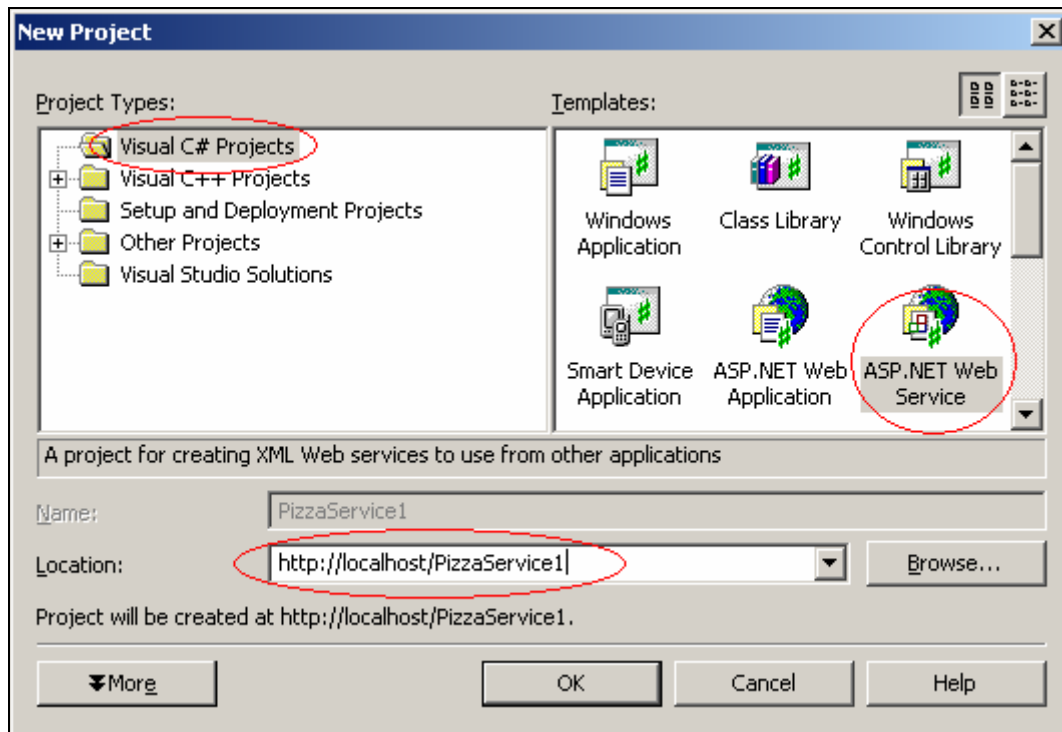 New Project
Project Types:
Templates:
Visual C# Projects
Visual C++ Projects
Setup and Deployment Projects
Other Projects
Visual Studio Solutions
Windows
Application
Class Library
Windows
Control Library
Smart Device
Application
ASP.NET Web
Application
ASP.NET Web
Service
A project for creating XML Web services to use from other applications
Name:
PizzaService1
Location:
http://localhost/PizzaService1
Browse...
Project will be created at http://localhost/PizzaService1.
More
OK
Cancel
Help